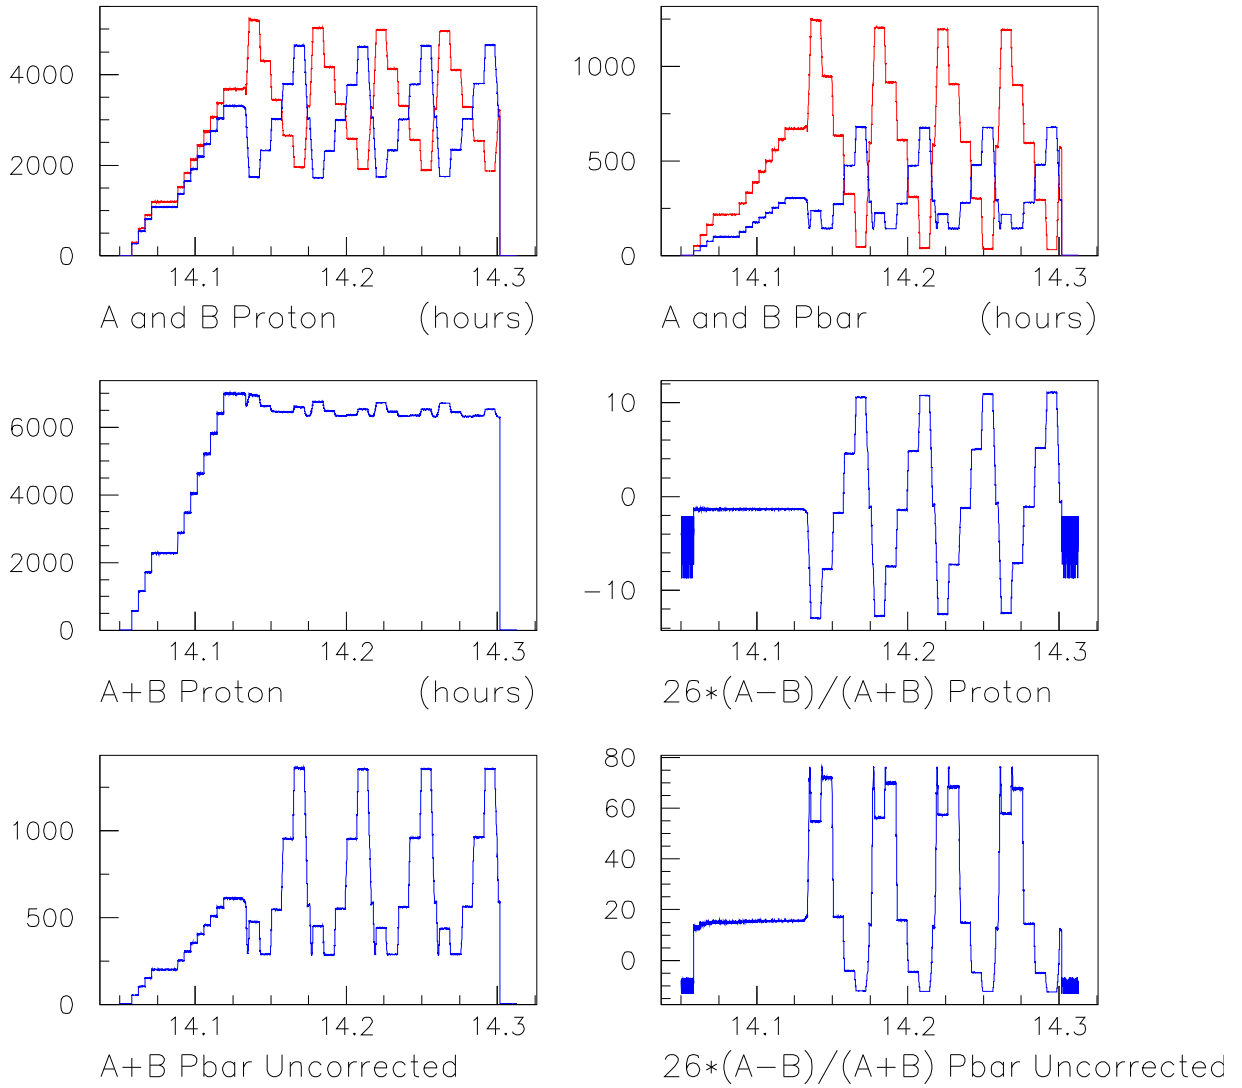 4000
2000
0
14.1 14.2 14.3
A and B Proton (hours)
1000
500
0
14.1 14.2 14.3
A and B Pbar (hours)
6000
4000
2000
0
14.1 14.2 14.3
A+B Proton (hours)
10
0
−10
14.1 14.2 14.3
26*(A−B)/(A+B) Proton
1000
500
0
14.1 14.2 14.3
A+B Pbar Uncorrected
80
60
40
20
0
14.1 14.2 14.3
26*(A−B)/(A+B) Pbar Uncorrected